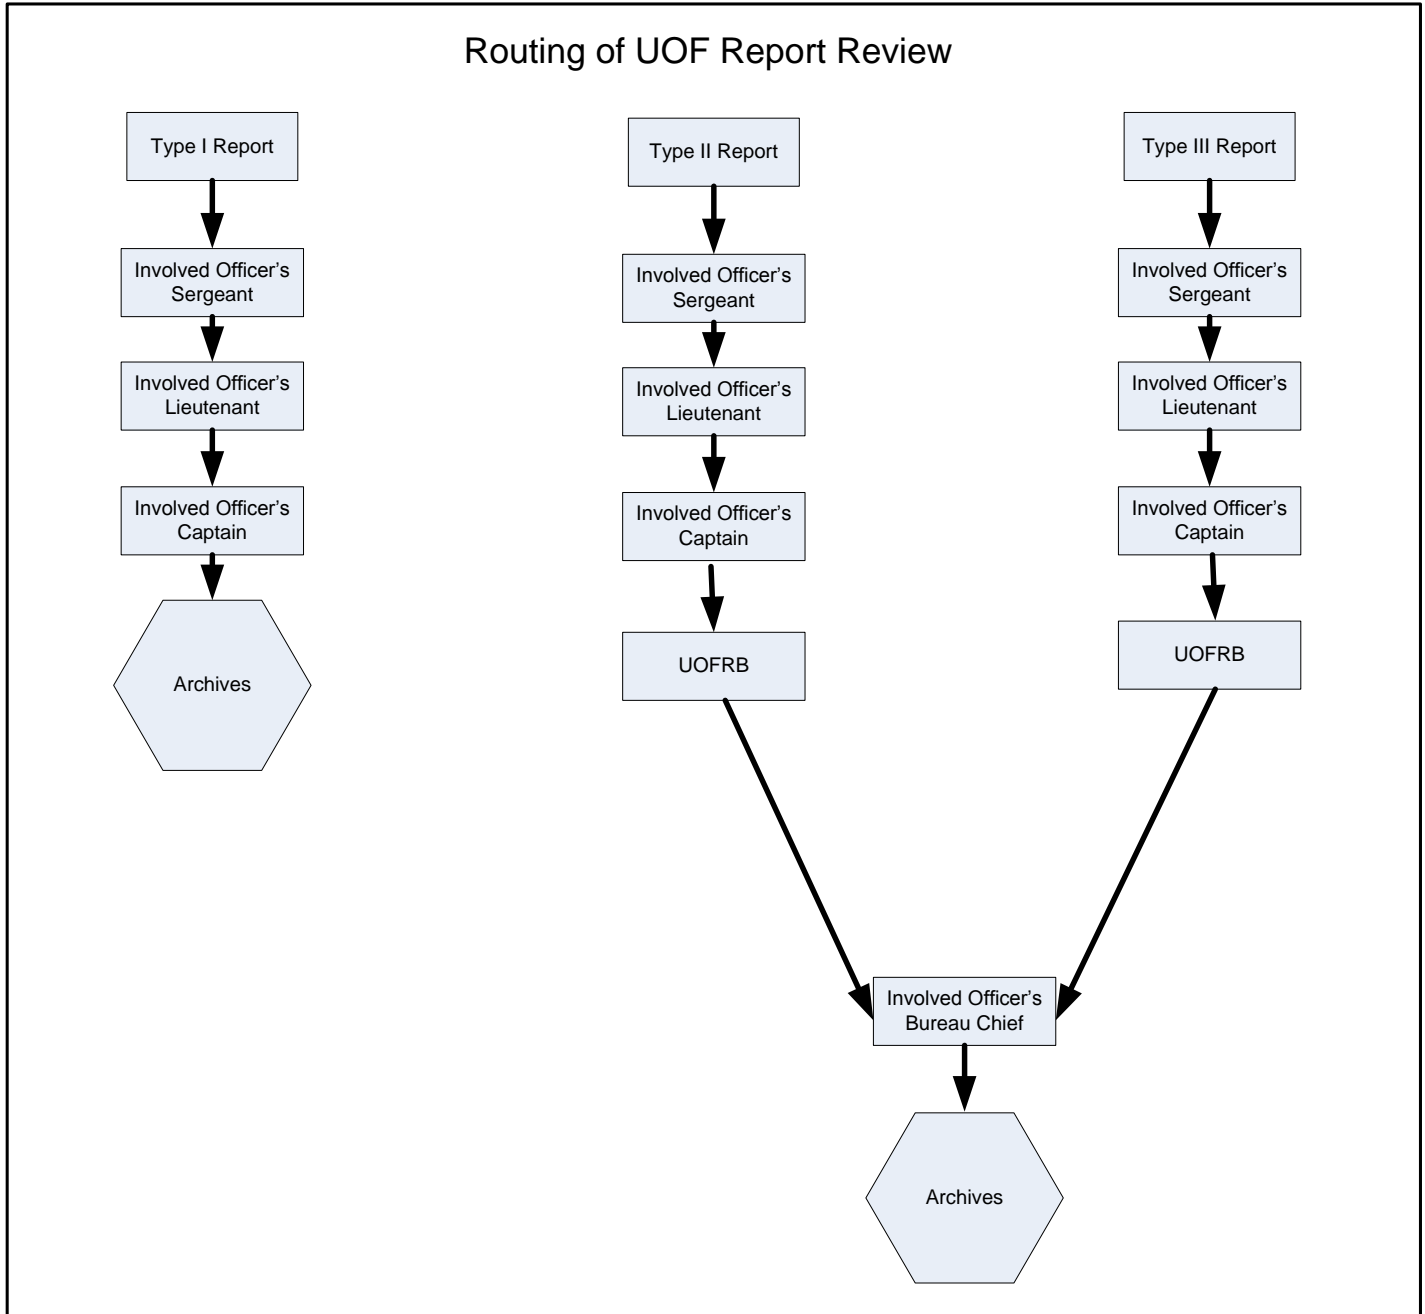 Routing of UOF Report Review
Type I Report
Involved Officer’s
Sergeant
Involved Officer’s
Lieutenant
Involved Officer’s
Captain
Archives
Type II Report
Involved Officer’s
Sergeant
Involved Officer’s
Lieutenant
Involved Officer’s
Captain
UOFRB
Type III Report
Involved Officer’s
Sergeant
Involved Officer’s
Lieutenant
Involved Officer’s
Captain
UOFRB
Involved Officer’s
Bureau Chief
Archives